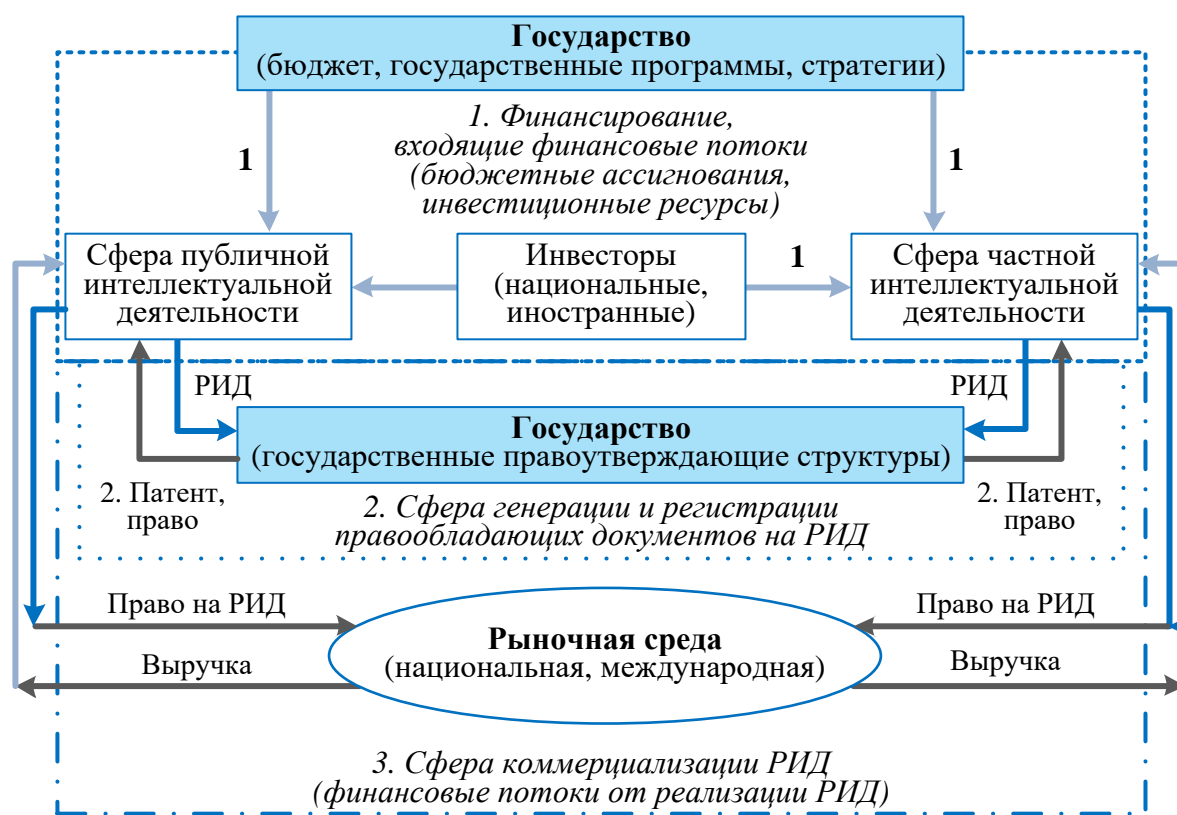 Государство
(бюджет, государственные программы, стратегии)
1. Финансирование,
входящие финансовые потоки
(бюджетные ассигнования,
инвестиционные ресурсы)
1
1
Сфера публичной
интеллектуальной
деятельности
Инвесторы
(национальные,
иностранные)
1
Сфера частной
интеллектуальной
деятельности
РИД
РИД
Государство
(государственные правоутверждающие структуры)
2. Патент,
право
2. Сфера генерации и регистрации
правообладающих документов на РИД
2. Патент,
право
Право на РИД
Право на РИД
Рыночная среда
(национальная, международная)
Выручка
Выручка
3. Сфера коммерциализации РИД
(финансовые потоки от реализации РИД)